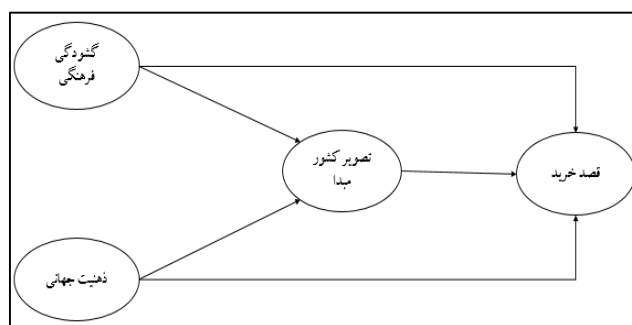 گشودگی
فرهنگی
تصویر کشور
مبدا
قصد خرید
ذهنیت جهانی